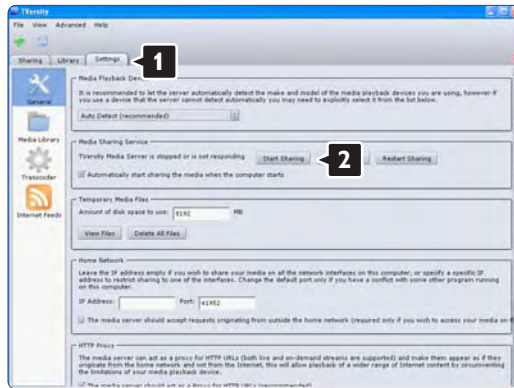 TVersity
File View Advanced Help
Sharing Library Settings
1
General
Media Library
Transcoder
Internet Feeds
Media Playback
It is recommended to let the server automatically detect the make and model of the media playback devices you are using, however if
you use a device that the server cannot detect automatically you may need to explicitly select it from the list below.
Auto Detect (recommended)
Media Sharing Service
TVersity Media Server is stopped or is not responding Start Sharing 2 Restart Sharing
Automatically start sharing the media when the computer starts
Temporary Media Files
Amount of disk space to use: 8192 MB
View Files Delete All Files
Home Network
Leave the IP address empty if you wish to share your media on all the network interfaces on this computer, or specify a specific IP
address to restrict sharing to one of the interfaces. Change the default port only if you have a conflict with some other program running
on this computer.
IP Address: Port: 41952
The media server should accept requests originating from outside the home network (required only if you wish to access your media on
HTTP Proxy
The media server can act as a proxy for HTTP URLs (both live and on-demand streams are supported) and make them appear as if they
originate from the home network and not from the Internet, this will allow playback of a wider range of Internet content by circumventing
the limitations of your media playback device.
The media server should act as a Proxy for HTTP URLs (recommended)